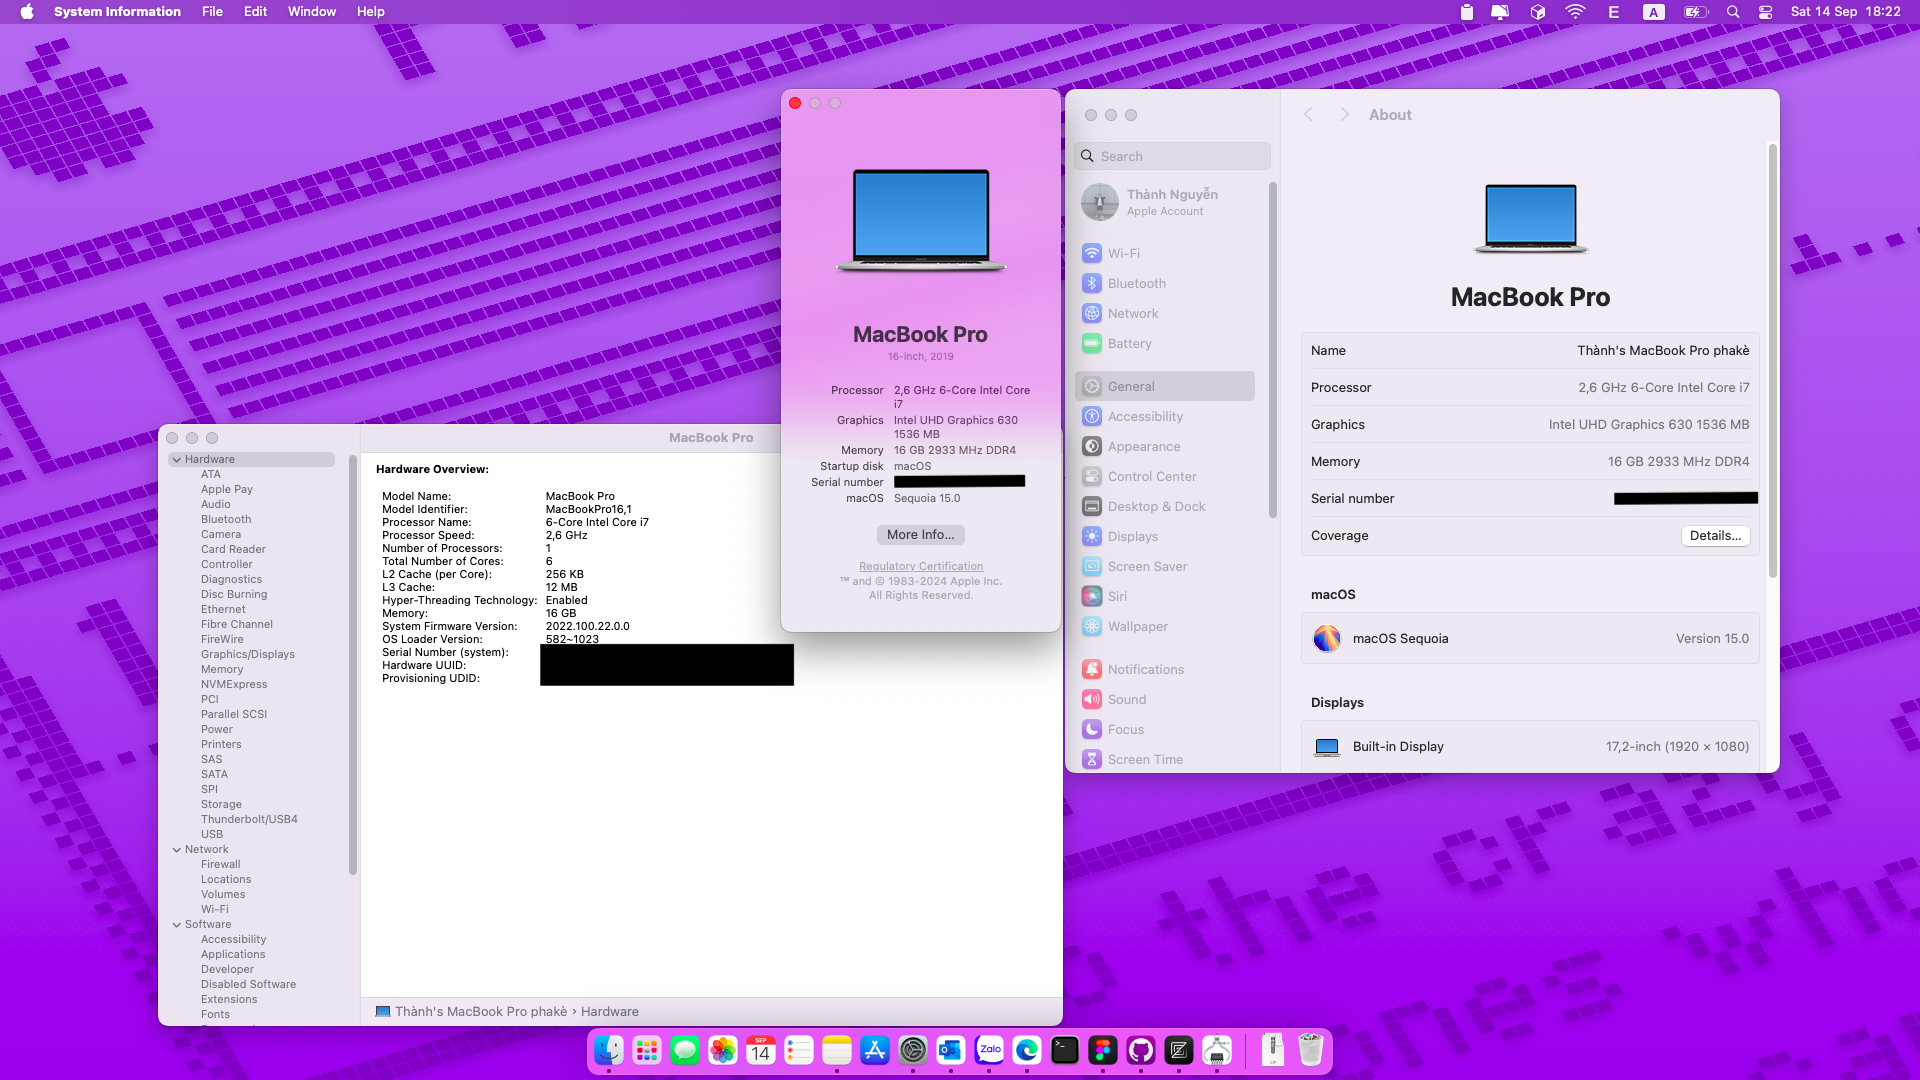 System Information File Edit Window Help
E A Sat 14 Sep 18:22
MacBook Pro
Hardware
ATA
Apple Pay
Audio
Bluetooth
Camera
Card Reader
Controller
Diagnostics
Disc Burning
Ethernet
Fibre Channel
FireWire
Graphics/Displays
Memory
NVMExpress
PCI
Parallel SCSI
Power
Printers
SAS
SATA
SPI
Storage
Thunderbolt/USB4
USB
Network
Firewall
Locations
Volumes
Wi-Fi
Software
Accessibility
Applications
Developer
Disabled Software
Extensions
Fonts
Hardware Overview:
Model Name: MacBook Pro
Model Identifier: MacBookPro16,1
Processor Name: 6-Core Intel Core i7
Processor Speed: 2,6 GHz
Number of Processors: 1
Total Number of Cores: 6
L2 Cache (per Core): 256 KB
L3 Cache: 12 MB
Hyper-Threading Technology: Enabled
Memory: 16 GB
System Firmware Version: 2022.100.22.0.0
OS Loader Version: 582~1023
Serial Number (system):
Hardware UUID:
Provisioning UDID:
Thành's MacBook Pro phakè › Hardware
MacBook Pro
16-inch, 2019
Processor 2,6 GHz 6-Core Intel Core
i7
Graphics Intel UHD Graphics 630
1536 MB
Memory 16 GB 2933 MHz DDR4
Startup disk macOS
Serial number
macOS Sequoia 15.0
More Info...
Regulatory Certification
™ and © 1983-2024 Apple Inc.
All Rights Reserved.
Search
Thành Nguyễn
Apple Account
Wi-Fi
Bluetooth
Network
Battery
General
Accessibility
Appearance
Control Center
Desktop & Dock
Displays
Screen Saver
Siri
Wallpaper
Notifications
Sound
Focus
Screen Time
About
MacBook Pro
Name Thành's MacBook Pro phakè
Processor 2,6 GHz 6-Core Intel Core i7
Graphics Intel UHD Graphics 630 1536 MB
Memory 16 GB 2933 MHz DDR4
Serial number
Coverage Details...
macOS
macOS Sequoia Version 15.0
Displays
Built-in Display 17,2-inch (1920 × 1080)
the crazy
ones who
SEP
14
Zalo